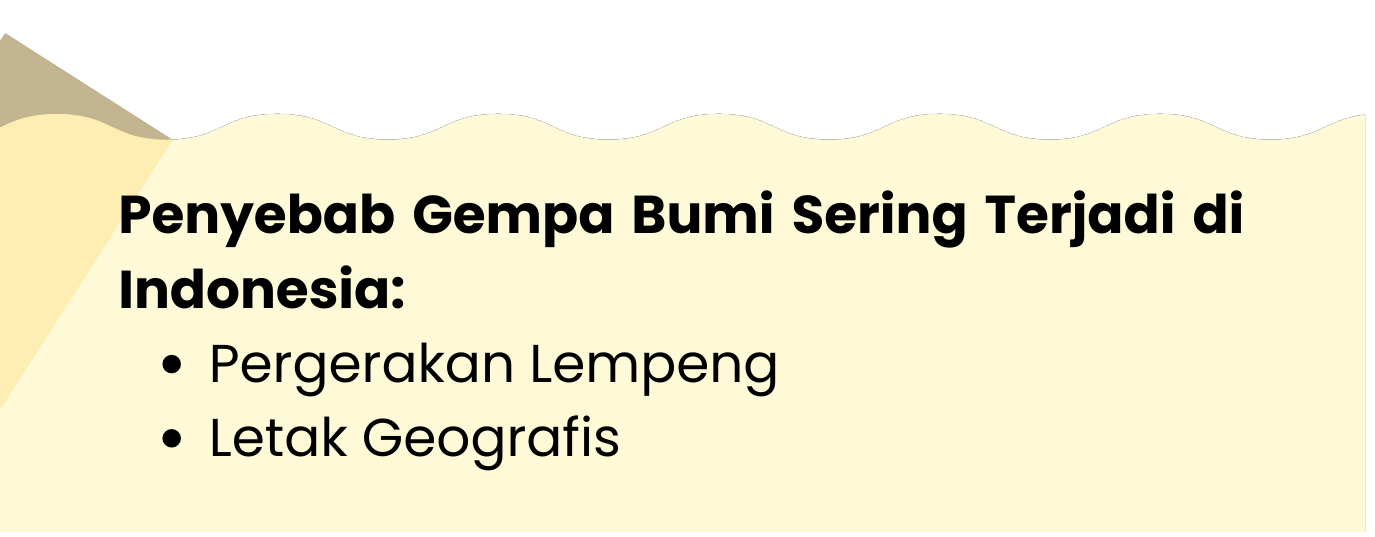 Penyebab Gempa Bumi Sering Terjadi di
Indonesia:
• Pergerakan Lempeng
• Letak Geografis